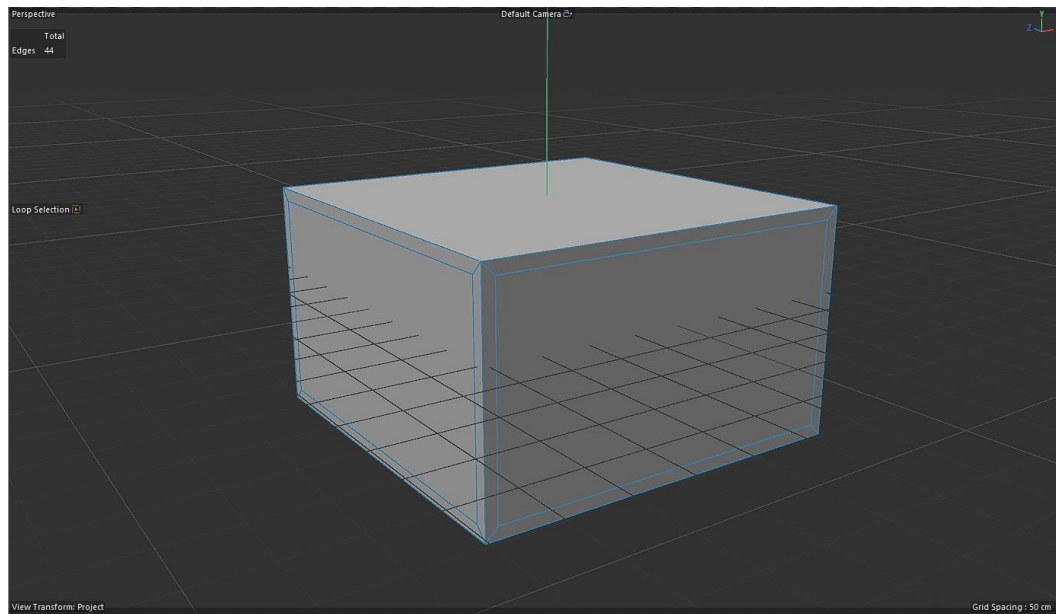 Perspective
Default Camera
Y
Z
Total
Edges 44
Loop Selection
View Transform: Project
Grid Spacing : 50 cm